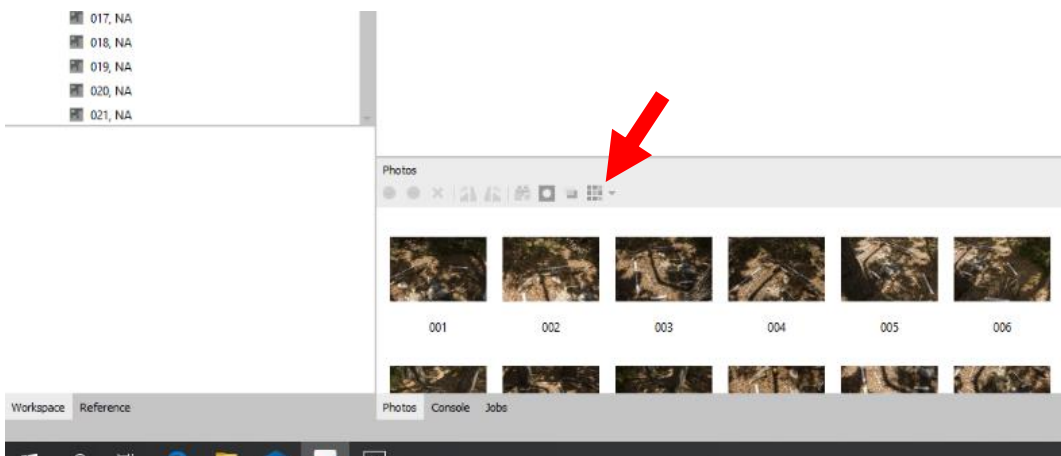 017, NA
018, NA
019, NA
020, NA
021, NA
Photos
001 002 003 004 005 006
Workspace Reference
Photos Console Jobs